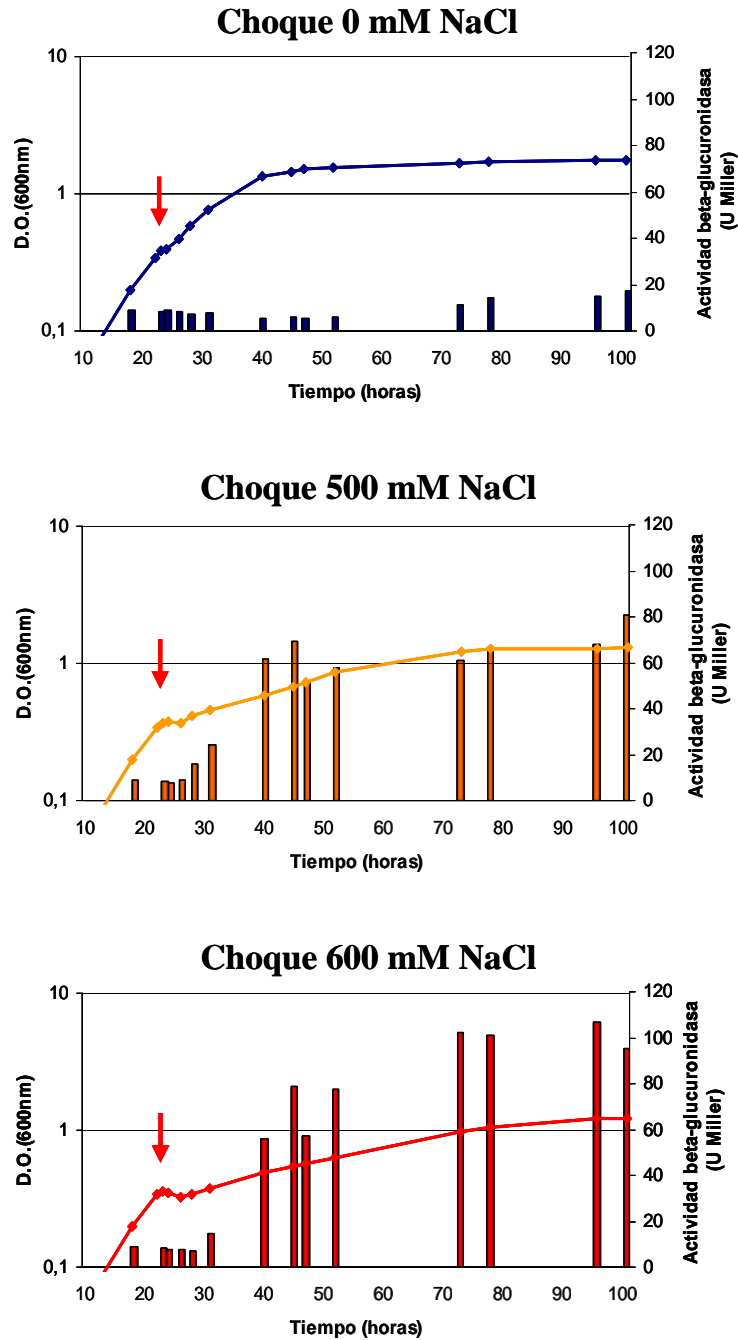 Choque 0 mM NaCl
10
1
0,1
D.O.(600nm)
120
100
80
60
40
20
0
Actividad beta-glucuronidasa
(U Miller)
10 20 30 40 50 60 70 80 90 100
Tiempo (horas)
Choque 500 mM NaCl
10
1
0,1
D.O.(600nm)
120
100
80
60
40
20
0
Actividad beta-glucuronidasa
(U Miller)
10 20 30 40 50 60 70 80 90 100
Tiempo (horas)
Choque 600 mM NaCl
10
1
0,1
D.O.(600nm)
120
100
80
60
40
20
0
Actividad beta-glucuronidasa
(U Miller)
10 20 30 40 50 60 70 80 90 100
Tiempo (horas)